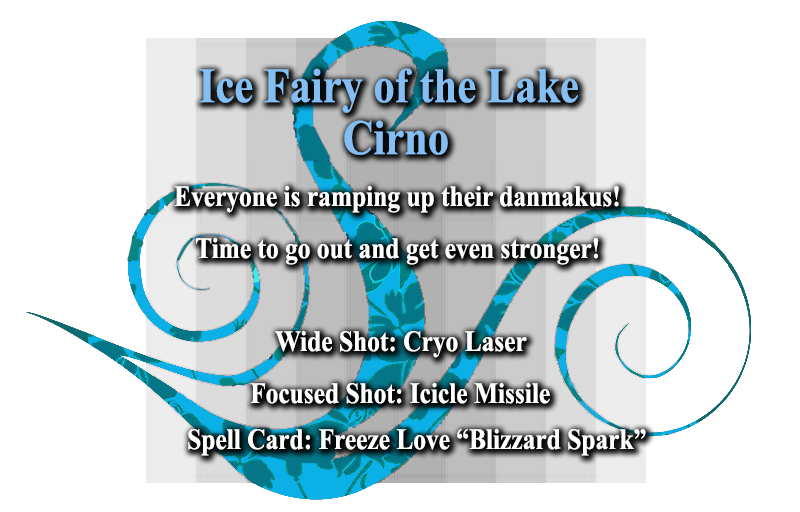 Ice Fairy of the Lake
Cirno
Everyone is ramping up their danmakus!
Time to go out and get even stronger!
Wide Shot: Cryo Laser
Focused Shot: Icicle Missile
Spell Card: Freeze Love “Blizzard Spark”